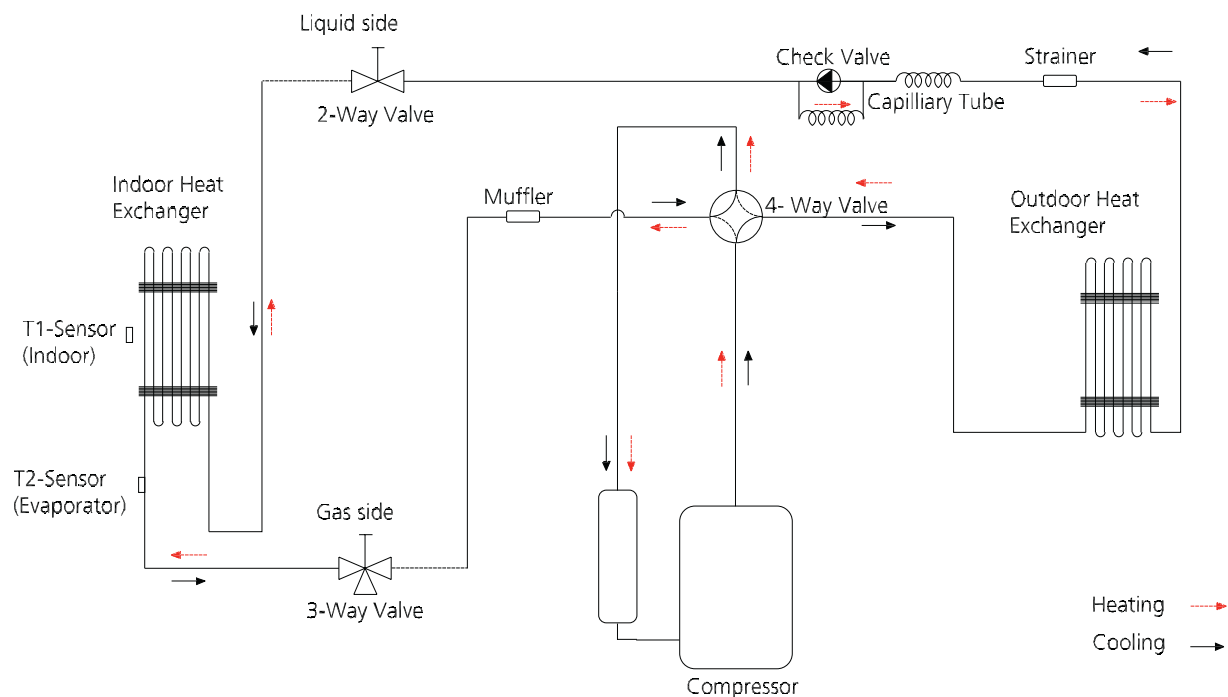 Liquid side
2-Way Valve
Check Valve
Capilliary Tube
Strainer
Indoor Heat
Exchanger
Muffler
4- Way Valve
Outdoor Heat
Exchanger
T1-Sensor
(Indoor)
T2-Sensor
(Evaporator)
Gas side
3-Way Valve
Compressor
Heating
Cooling